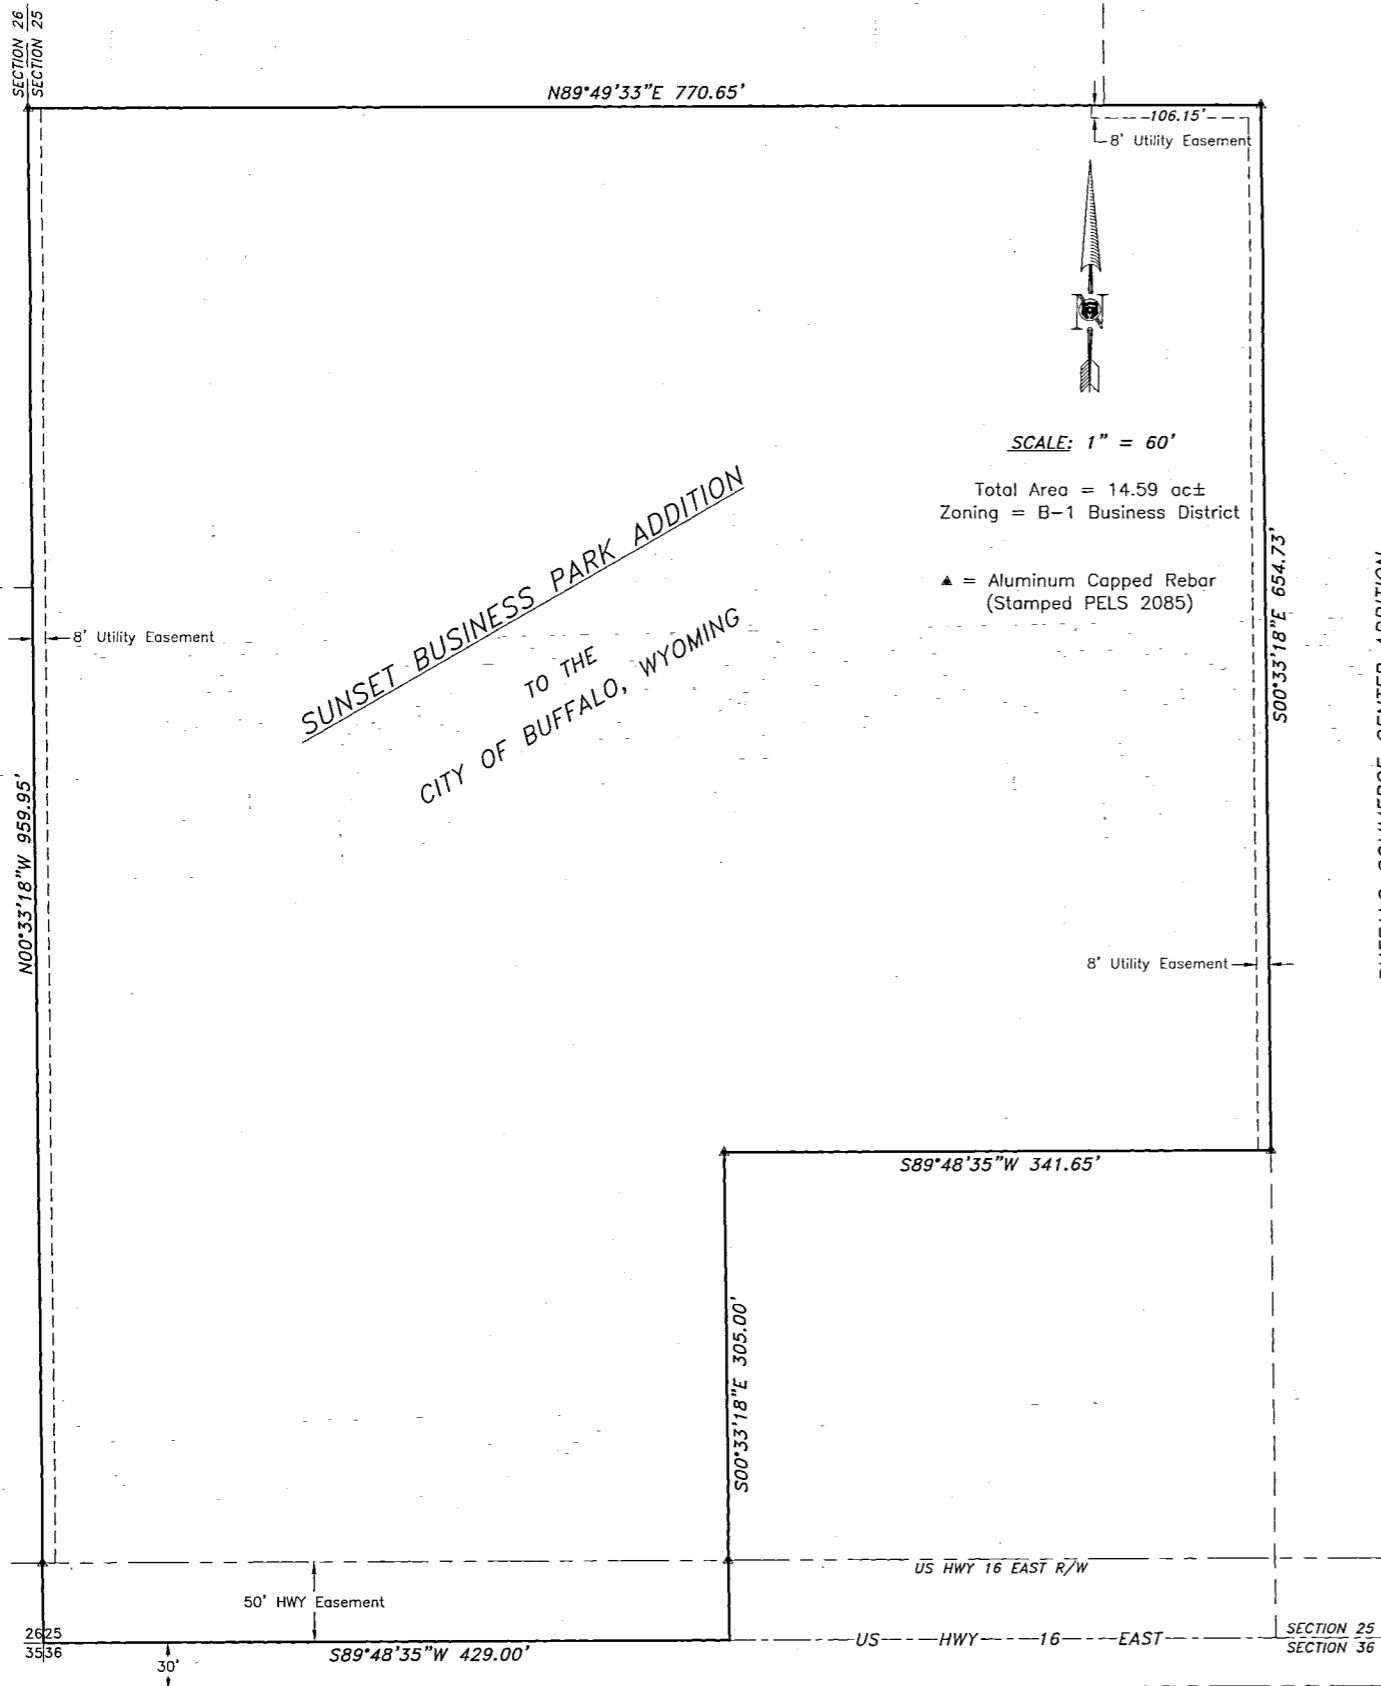 SECTION 26
SECTION 25
N89°49'33"E 770.65'
106.15'
8' Utility Easement
N
SCALE: 1" = 60'
Total Area = 14.59 ac±
Zoning = B-1 Business District
▲ = Aluminum Capped Rebar
(Stamped PELS 2085)
S00°33'18"E 654.73'
SUNSET BUSINESS PARK ADDITION
TO THE
CITY OF BUFFALO, WYOMING
8' Utility Easement
N00°33'18"W 959.95'
8' Utility Easement
S89°48'35"W 341.65'
S00°33'18"E 305.00'
US HWY 16 EAST R/W
50' HWY Easement
26 25
35 36
30'
S89°48'35"W 429.00'
US HWY 16 EAST
SECTION 25
SECTION 36